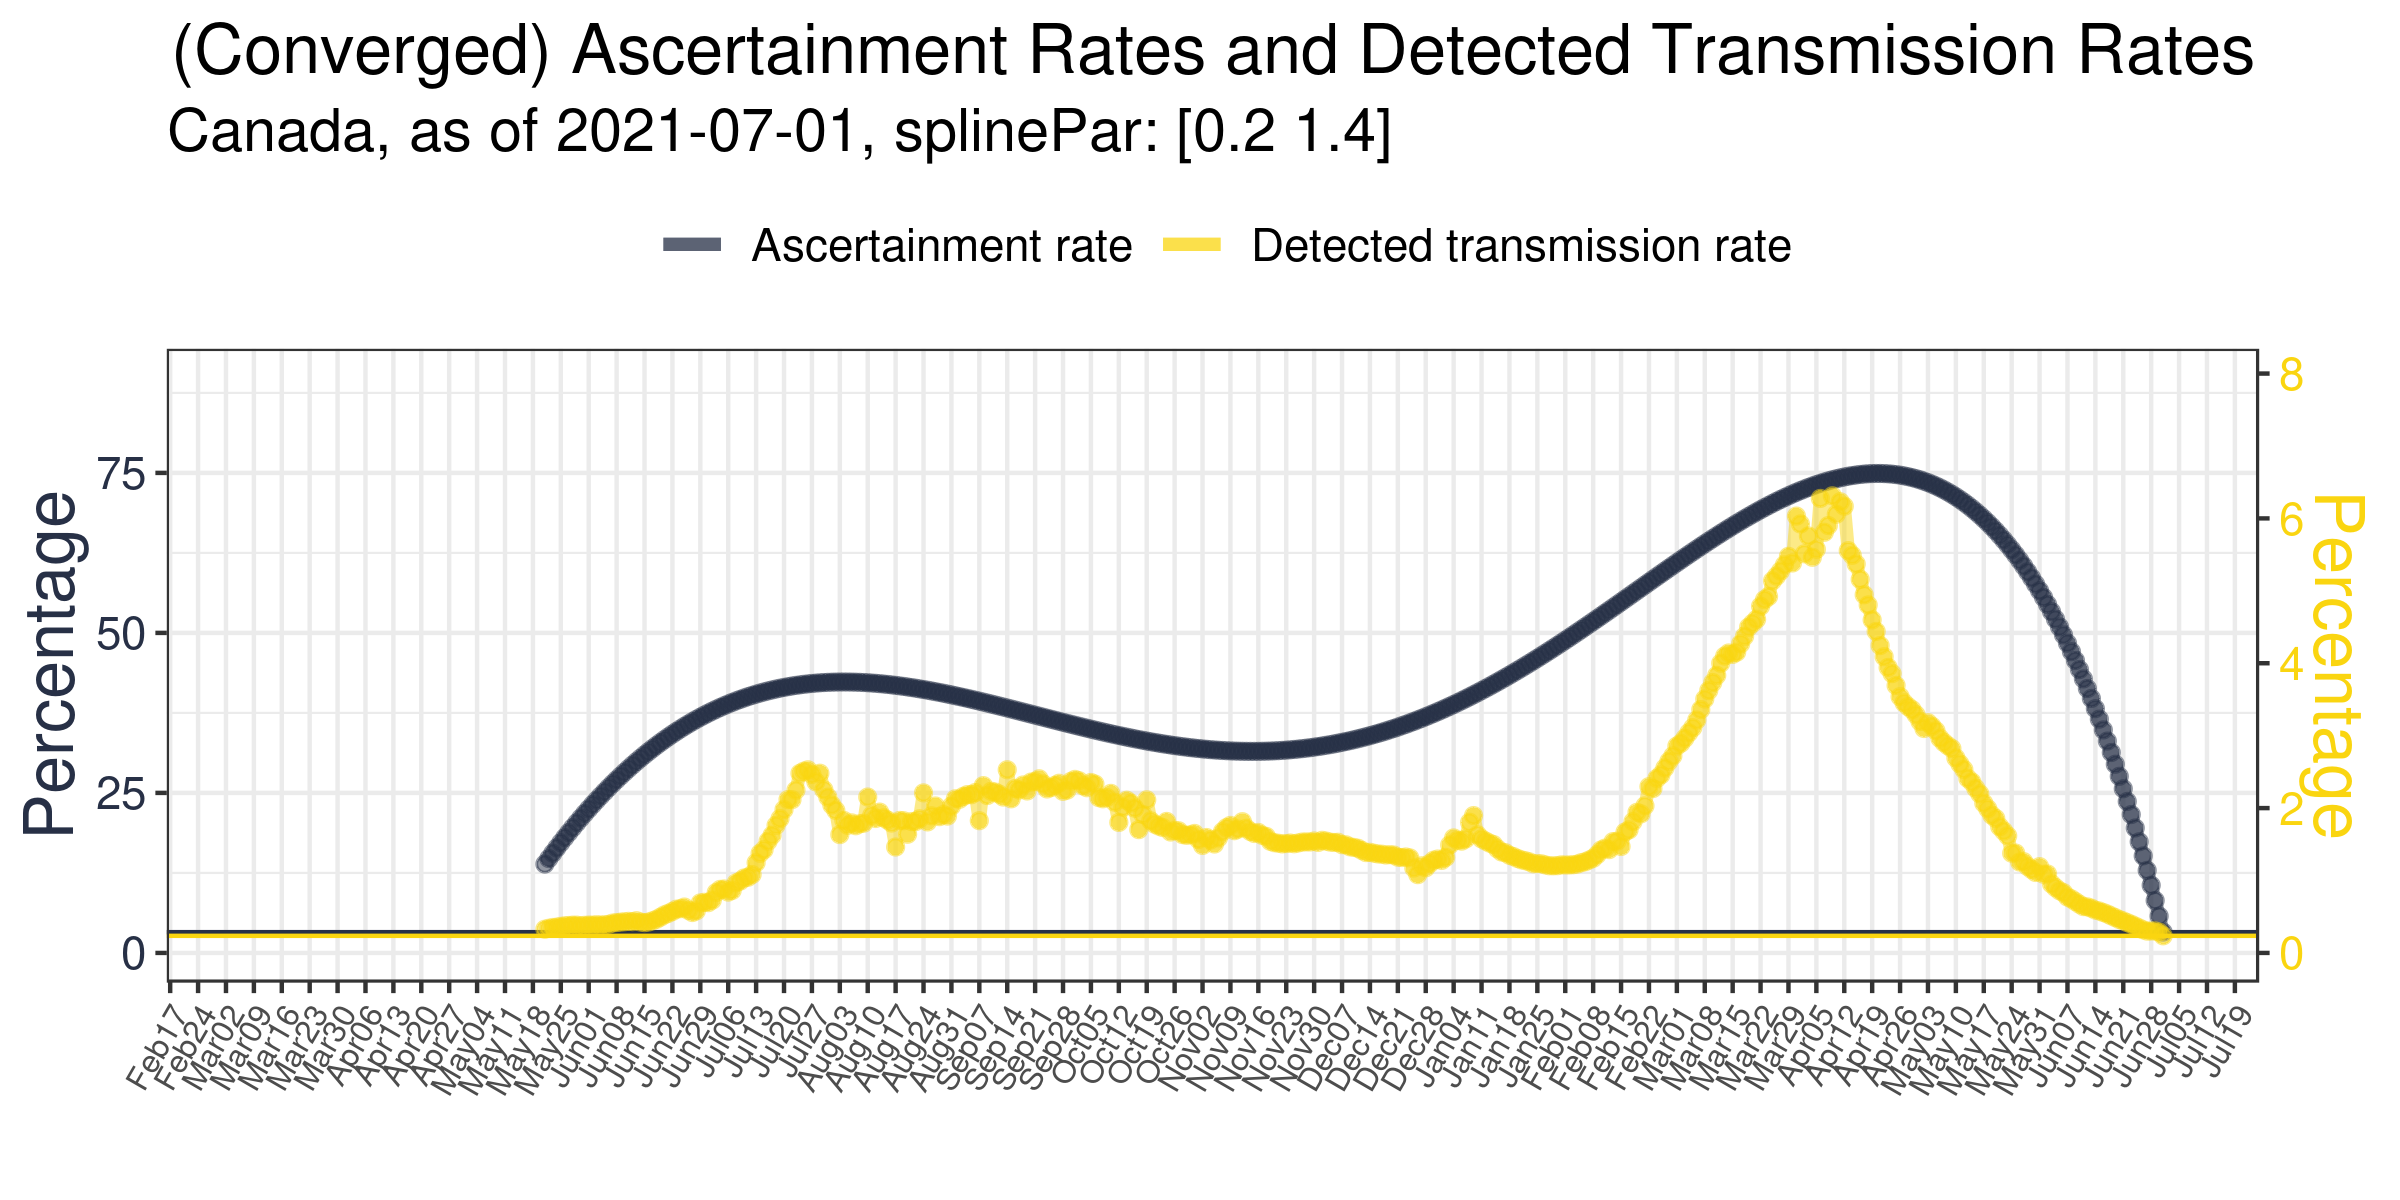 (Converged) Ascertainment Rates and Detected Transmission Rates
Canada, as of 2021-07-01, splinePar: [0.2 1.4]
Ascertainment rate
Detected transmission rate
Percentage
75
50
25
0
8
6
4
2
0
Percentage
Feb17
Feb24
Mar02
Mar09
Mar16
Mar23
Mar30
Apr06
Apr13
Apr20
Apr27
May04
May11
May18
May25
Jun01
Jun08
Jun15
Jun22
Jun29
Jul06
Jul13
Jul20
Jul27
Aug03
Aug10
Aug17
Aug24
Aug31
Sep07
Sep14
Sep21
Sep28
Oct05
Oct12
Oct19
Oct26
Nov02
Nov09
Nov16
Nov23
Nov30
Dec07
Dec14
Dec21
Dec28
Jan04
Jan11
Jan18
Jan25
Feb01
Feb08
Feb15
Feb22
Mar01
Mar08
Mar15
Mar22
Mar29
Apr05
Apr12
Apr19
Apr26
May03
May10
May17
May24
May31
Jun07
Jun14
Jun21
Jun28
Jul05
Jul12
Jul19